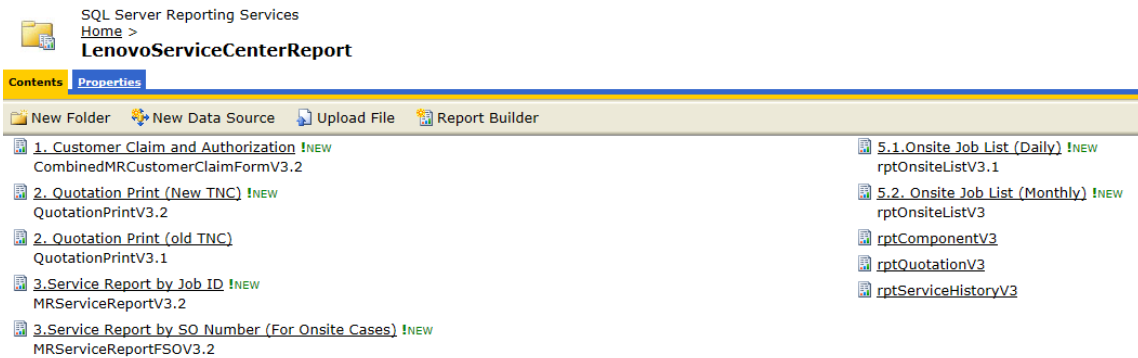 SQL Server Reporting Services
Home >
LenovoServiceCenterReport
Contents Properties
New Folder New Data Source Upload File Report Builder
1. Customer Claim and Authorization !NEW
CombinedMRCustomerClaimFormV3.2
2. Quotation Print (New TNC) !NEW
QuotationPrintV3.2
2. Quotation Print (old TNC)
QuotationPrintV3.1
3.Service Report by Job ID !NEW
MRServiceReportV3.2
3.Service Report by SO Number (For Onsite Cases) !NEW
MRServiceReportFSOV3.2
5.1.Onsite Job List (Daily) !NEW
rptOnsiteListV3.1
5.2. Onsite Job List (Monthly) !NEW
rptOnsiteListV3
rptComponentV3
rptQuotationV3
rptServiceHistoryV3